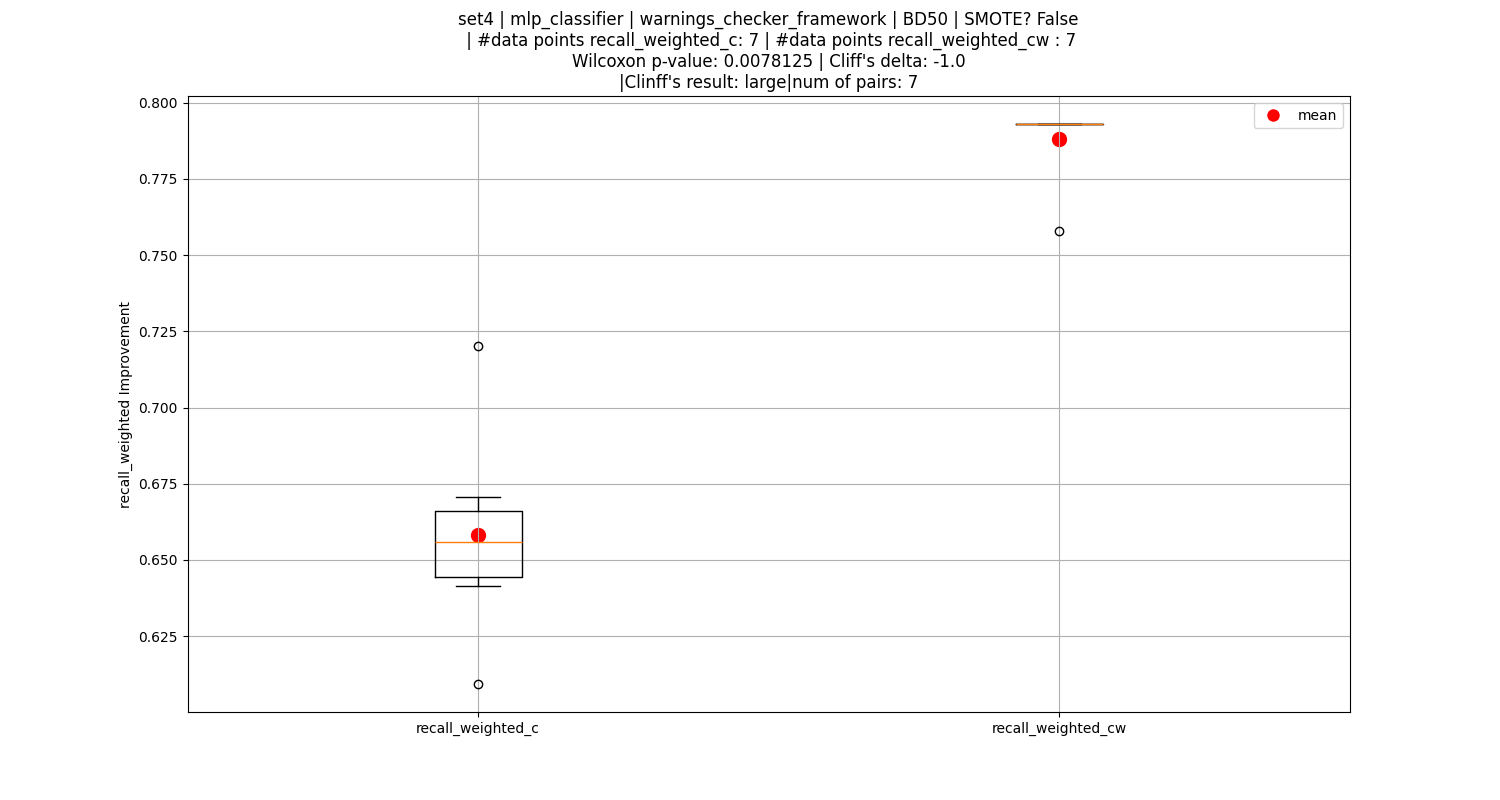 set4 | mlp_classifier | warnings_checker_framework | BD50 | SMOTE? False
| #data points recall_weighted_c: 7 | #data points recall_weighted_cw : 7
Wilcoxon p-value: 0.0078125 | Cliff's delta: -1.0
|Clinff's result: large|num of pairs: 7
mean
0.800
0.775
0.750
0.725
0.700
0.675
0.650
0.625
recall_weighted Improvement
recall_weighted_c
recall_weighted_cw